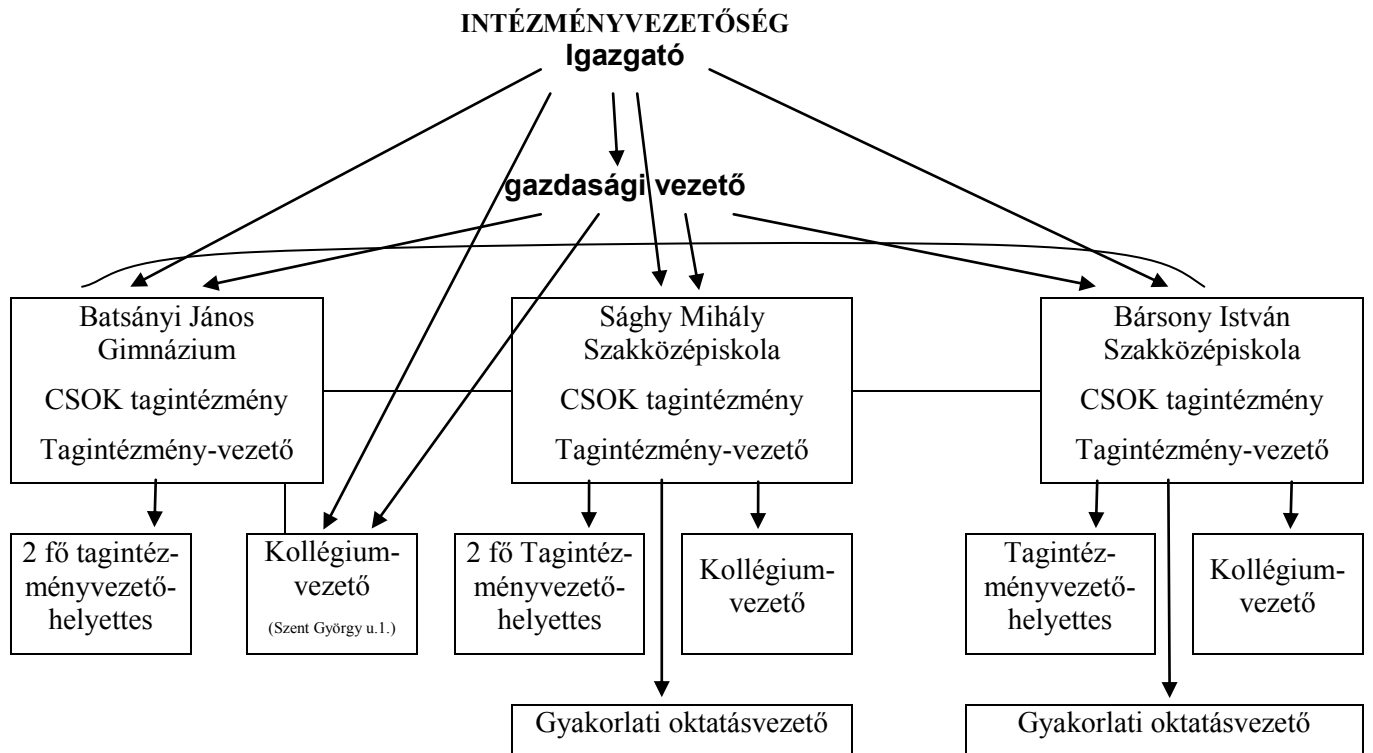 INTÉZMÉNYVEZETŐSÉG
Igazgató
gazdasági vezető
Batsányi János
Gimnázium
CSOK tagintézmény
Tagintézmény-vezető
Sághy Mihály
Szakközépiskola
CSOK tagintézmény
Tagintézmény-vezető
Bársony István
Szakközépiskola
CSOK tagintézmény
Tagintézmény-vezető
2 fő tagintéz-
ményvezető-
helyettes
Kollégium-
vezető
(Szent György u.1.)
2 fő Tagintéz-
ményvezető-
helyettes
Kollégium-
vezető
Tagintéz-
ményvezető-
helyettes
Kollégium-
vezető
Gyakorlati oktatásvezető
Gyakorlati oktatásvezető